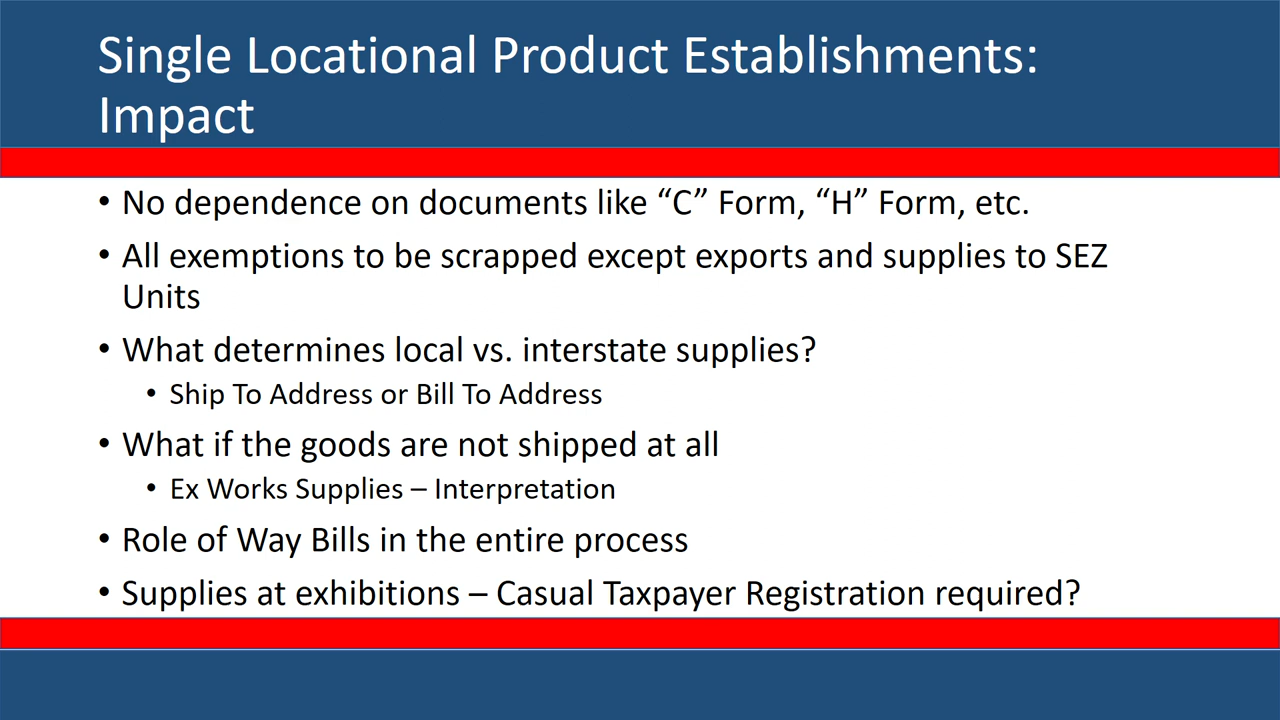 Single Locational Product Establishments:
Impact
• No dependence on documents like “C” Form, “H” Form, etc.
• All exemptions to be scrapped except exports and supplies to SEZ
Units
• What determines local vs. interstate supplies?
• Ship To Address or Bill To Address
• What if the goods are not shipped at all
• Ex Works Supplies – Interpretation
• Role of Way Bills in the entire process
• Supplies at exhibitions – Casual Taxpayer Registration required?